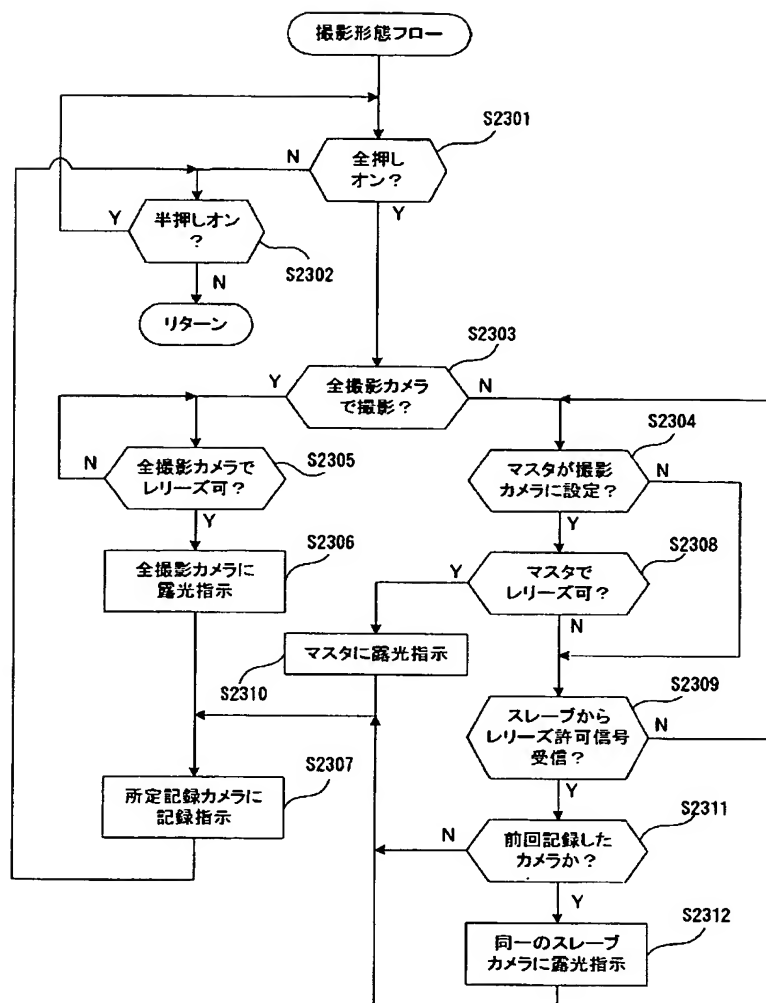 撮影形態フロー
S2301
全押し
オン？
N
Y
半押しオン
？
Y
S2302
N
リターン
S2303
全撮影カメラ
で撮影？
Y
N
S2304
マスタが撮影
カメラに設定？
N
Y
S2305
全撮影カメラで
レリーズ可？
N
Y
S2306
全撮影カメラに
露光指示
S2308
マスタで
レリーズ可？
Y
N
マスタに露光指示
S2310
S2309
スレーブから
レリーズ許可信号
受信？
N
Y
S2307
所定記録カメラに
記録指示
S2311
前回記録した
カメラか？
N
Y
S2312
同一のスレーブ
カメラに露光指示